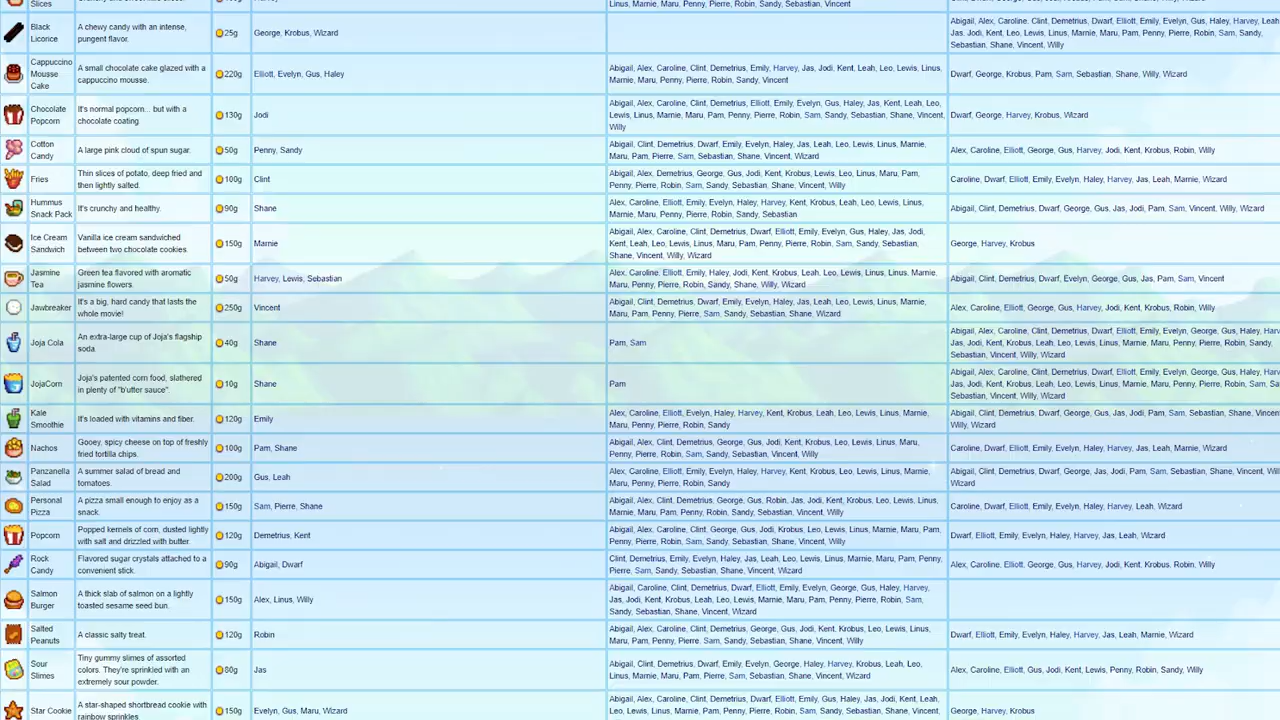 Slices
Linus, Marnie, Maru, Penny, Pierre, Robin, Sandy, Sebastian, Vincent
Black Licorice
A chewy candy with an intense, pungent flavor.
25g
George, Krobus, Wizard
Abigail, Alex, Caroline, Clint, Demetrius, Dwarf, Elliott, Emily, Evelyn, Gus, Haley, Harvey, Leah
Jas, Jodi, Kent, Leo, Lewis, Linus, Marnie, Maru, Pam, Penny, Pierre, Robin, Sam, Sandy,
Sebastian, Shane, Vincent, Willy
Cappuccino Mousse Cake
A small chocolate cake glazed with a cappuccino mousse.
220g
Elliott, Evelyn, Gus, Haley
Abigail, Alex, Caroline, Clint, Demetrius, Emily, Harvey, Jas, Jodi, Kent, Leah, Leo, Lewis, Linus,
Marnie, Maru, Penny, Pierre, Robin, Sandy, Vincent
Dwarf, George, Krobus, Pam, Sam, Sebastian, Shane, Willy, Wizard
Chocolate Popcorn
It's normal popcorn... but with a chocolate coating
130g
Jodi
Abigail, Alex, Caroline, Clint, Demetrius, Elliott, Emily, Evelyn, Gus, Haley, Jas, Kent, Leah, Leo,
Lewis, Linus, Marnie, Maru, Pam, Penny, Pierre, Robin, Sam, Sandy, Sebastian, Shane, Vincent,
Willy
Dwarf, George, Harvey, Krobus, Wizard
Cotton Candy
A large pink cloud of spun sugar.
50g
Penny, Sandy
Abigail, Clint, Demetrius, Dwarf, Emily, Evelyn, Haley, Jas, Leah, Leo, Lewis, Linus, Marnie,
Maru, Pam, Pierre, Sam, Sebastian, Shane, Vincent, Wizard
Alex, Caroline, Elliott, George, Gus, Harvey, Jodi, Kent, Krobus, Robin, Willy
Fries
Thin slices of potato, deep fried and then lightly salted.
100g
Clint
Abigail, Alex, Demetrius, George, Gus, Jodi, Kent, Krobus, Lewis, Leo, Linus, Maru, Pam,
Penny, Pierre, Robin, Sam, Sandy, Sebastian, Shane, Vincent, Willy
Caroline, Dwarf, Elliott, Emily, Evelyn, Haley, Harvey, Jas, Leah, Marnie, Wizard
Hummus Snack Pack
It's crunchy and healthy.
90g
Shane
Alex, Caroline, Elliott, Emily, Evelyn, Haley, Harvey, Kent, Krobus, Leah, Leo, Lewis, Linus,
Marnie, Maru, Penny, Pierre, Robin, Sandy, Sebastian
Abigail, Clint, Demetrius, Dwarf, George, Gus, Jas, Jodi, Pam, Sam, Vincent, Willy, Wizard
Ice Cream Sandwich
Vanilla ice cream sandwiched between two chocolate cookies.
150g
Marnie
Abigail, Alex, Caroline, Clint, Demetrius, Dwarf, Elliott, Emily, Evelyn, Gus, Haley, Jas, Jodi,
Kent, Leah, Leo, Lewis, Linus, Maru, Pam, Penny, Pierre, Robin, Sam, Sandy, Sebastian,
Shane, Vincent, Willy, Wizard
George, Harvey, Krobus
Jasmine Tea
Green tea flavored with aromatic jasmine flowers.
50g
Harvey, Lewis, Sebastian
Alex, Caroline, Elliott, Emily, Haley, Jodi, Kent, Krobus, Leah, Leo, Linus, Linus, Marnie,
Maru, Penny, Pierre, Robin, Sandy, Shane, Willy, Wizard
Abigail, Clint, Demetrius, Dwarf, Evelyn, George, Gus, Jas, Pam, Sam, Vincent
Jawbreaker
It's a big, hard candy that lasts the whole movie!
250g
Vincent
Abigail, Clint, Demetrius, Dwarf, Emily, Evelyn, Haley, Jas, Leah, Leo, Lewis, Linus, Marnie,
Maru, Pam, Penny, Pierre, Sam, Sandy, Sebastian, Shane, Wizard
Alex, Caroline, Elliott, George, Gus, Harvey, Jodi, Kent, Krobus, Robin, Willy
Joja Cola
An extra-large cup of Joja's flagship soda.
40g
Shane
Pam, Sam
Abigail, Alex, Caroline, Clint, Demetrius, Dwarf, Elliott, Emily, Evelyn, George, Gus, Haley, Harv
Jas, Jodi, Kent, Krobus, Leah, Leo, Lewis, Linus, Marnie, Maru, Penny, Pierre, Robin, Sandy,
Sebastian, Vincent, Willy, Wizard
JojaCorn
Joja's patented corn food, slathered in plenty of "b'utter sauce".
10g
Shane
Pam
Abigail, Alex, Caroline, Clint, Demetrius, Dwarf, Elliott, Emily, Evelyn, George, Gus, Haley, Harv
Jas, Jodi, Kent, Krobus, Leah, Leo, Lewis, Linus, Marnie, Maru, Penny, Pierre, Robin, Sam, Sa
Sebastian, Vincent, Willy, Wizard
Kale Smoothie
It's loaded with vitamins and fiber.
120g
Emily
Alex, Caroline, Elliott, Evelyn, Haley, Harvey, Kent, Krobus, Leah, Leo, Lewis, Linus, Marnie,
Maru, Penny, Pierre, Robin, Sandy
Abigail, Clint, Demetrius, Dwarf, George, Gus, Jas, Jodi, Pam, Sam, Sebastian, Shane, Vincen
Willy, Wizard
Nachos
Gooey, spicy cheese on top of freshly fried tortilla chips.
100g
Pam, Shane
Abigail, Alex, Clint, Demetrius, George, Gus, Jodi, Kent, Krobus, Leo, Lewis, Linus, Maru,
Penny, Pierre, Robin, Sam, Sandy, Sebastian, Vincent, Willy
Caroline, Dwarf, Elliott, Emily, Evelyn, Haley, Harvey, Jas, Leah, Marnie, Wizard
Panzanella Salad
A summer salad of bread and tomatoes.
200g
Gus, Leah
Alex, Caroline, Elliott, Emily, Evelyn, Haley, Harvey, Kent, Krobus, Leo, Lewis, Linus, Marnie,
Maru, Penny, Pierre, Robin, Sandy
Abigail, Clint, Demetrius, Dwarf, George, Jas, Jodi, Pam, Sam, Sebastian, Shane, Vincent, Wil
Wizard
Personal Pizza
A pizza small enough to enjoy as a snack.
150g
Sam, Pierre, Shane
Abigail, Alex, Clint, Demetrius, George, Gus, Robin, Jas, Jodi, Kent, Krobus, Leo, Lewis, Linus,
Marnie, Maru, Pam, Penny, Robin, Sandy, Sebastian, Vincent, Willy
Caroline, Dwarf, Elliott, Emily, Evelyn, Haley, Harvey, Leah, Wizard
Popcorn
Popped kernels of corn, dusted lightly with salt and drizzled with butter.
120g
Demetrius, Kent
Abigail, Alex, Caroline, Clint, George, Gus, Jodi, Krobus, Leo, Lewis, Linus, Marnie, Maru, Pam,
Penny, Pierre, Robin, Sam, Sandy, Sebastian, Shane, Vincent, Willy
Dwarf, Elliott, Emily, Evelyn, Haley, Harvey, Jas, Leah, Wizard
Rock Candy
Flavored sugar crystals attached to a convenient stick.
90g
Abigail, Dwarf
Clint, Demetrius, Emily, Evelyn, Haley, Jas, Leah, Leo, Lewis, Linus, Marnie, Maru, Pam, Penny,
Pierre, Sam, Sandy, Sebastian, Shane, Vincent, Wizard
Alex, Caroline, Elliott, George, Gus, Harvey, Jodi, Kent, Krobus, Robin, Willy
Salmon Burger
A thick slab of salmon on a lightly toasted sesame seed bun.
150g
Alex, Linus, Willy
Abigail, Caroline, Clint, Demetrius, Dwarf, Elliott, Emily, Evelyn, George, Gus, Haley, Harvey,
Jas, Jodi, Kent, Krobus, Leah, Leo, Lewis, Marnie, Maru, Pam, Penny, Pierre, Robin, Sam,
Sandy, Sebastian, Shane, Vincent, Wizard
Salted Peanuts
A classic salty treat.
120g
Robin
Abigail, Alex, Caroline, Clint, Demetrius, George, Gus, Jodi, Kent, Krobus, Leo, Lewis, Linus,
Maru, Pam, Penny, Pierre, Sam, Sandy, Sebastian, Shane, Vincent, Willy
Dwarf, Elliott, Emily, Evelyn, Haley, Harvey, Jas, Leah, Marnie, Wizard
Sour Slimes
Tiny gummy slimes of assorted colors. They're sprinkled with an extremely sour powder.
80g
Jas
Abigail, Clint, Demetrius, Dwarf, Emily, Evelyn, George, Haley, Harvey, Krobus, Leah, Leo,
Linus, Marnie, Maru, Pam, Pierre, Sam, Sebastian, Shane, Vincent, Wizard
Alex, Caroline, Elliott, Gus, Jodi, Kent, Lewis, Penny, Robin, Sandy, Willy
Star Cookie
A star-shaped shortbread cookie with rainbow sprinkles
150g
Evelyn, Gus, Maru, Wizard
Abigail, Alex, Caroline, Clint, Demetrius, Dwarf, Elliott, Emily, Gus, Haley, Jas, Jodi, Kent, Leah,
Leo, Lewis, Linus, Marnie, Pam, Penny, Pierre, Robin, Sam, Sandy, Sebastian, Shane, Vincent,
George, Harvey, Krobus